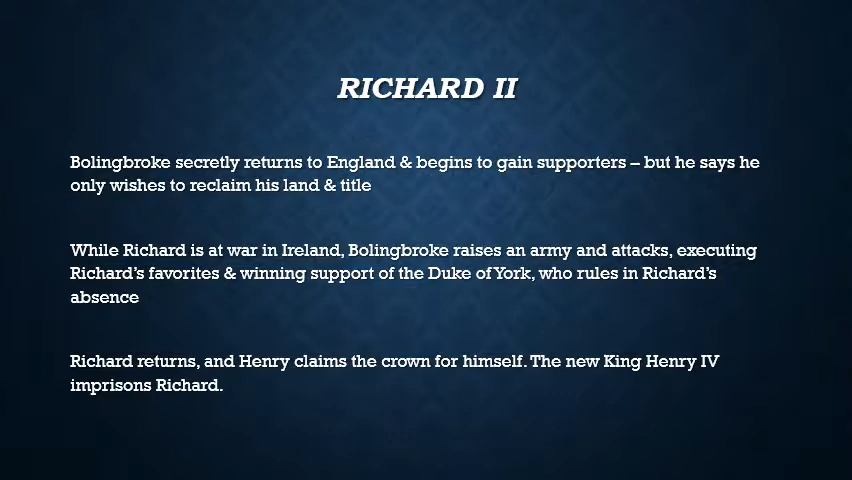 RICHARD II
Bolingbroke secretly returns to England & begins to gain supporters – but he says he
only wishes to reclaim his land & title
While Richard is at war in Ireland, Bolingbroke raises an army and attacks, executing
Richard's favorites & winning support of the Duke of York, who rules in Richard's
absence
Richard returns, and Henry claims the crown for himself. The new King Henry IV
imprisons Richard.